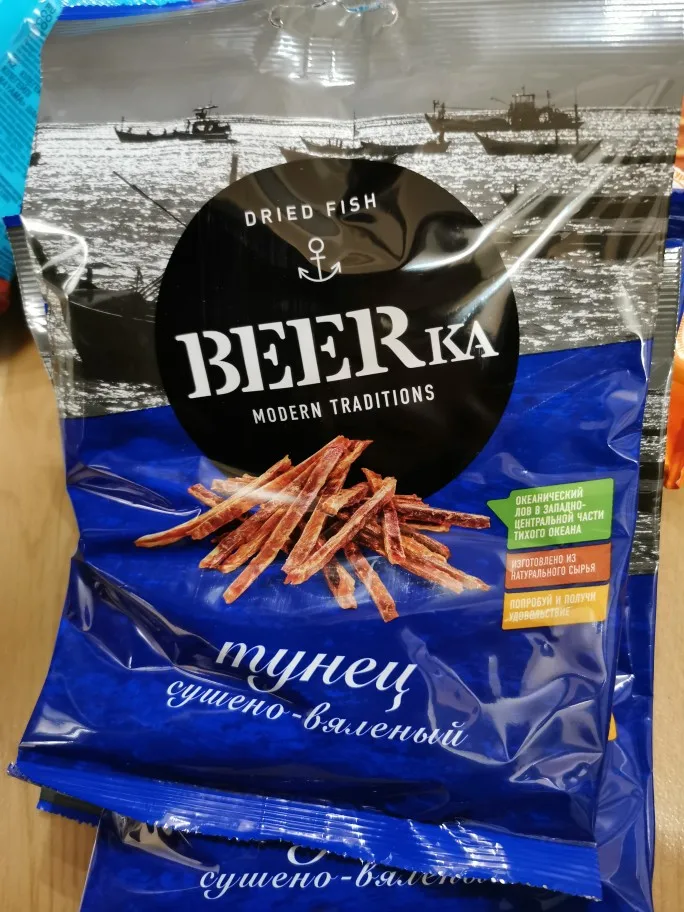 DRIED FISH
BEERKA
MODERN TRADITIONS
ОКЕАНИЧЕСКИЙ
ЛОВ В ЗАПАДНО-
ЦЕНТРАЛЬНОЙ ЧАСТИ
ТИХОГО ОКЕАНА
ИЗГОТОВЛЕНО ИЗ
НАТУРАЛЬНОГО СЫРЬЯ
ПОПРОБУЙ И ПОЛУЧИ
УДОВОЛЬСТВИЕ
тунец
сушено-вяленый
сушено-вялены